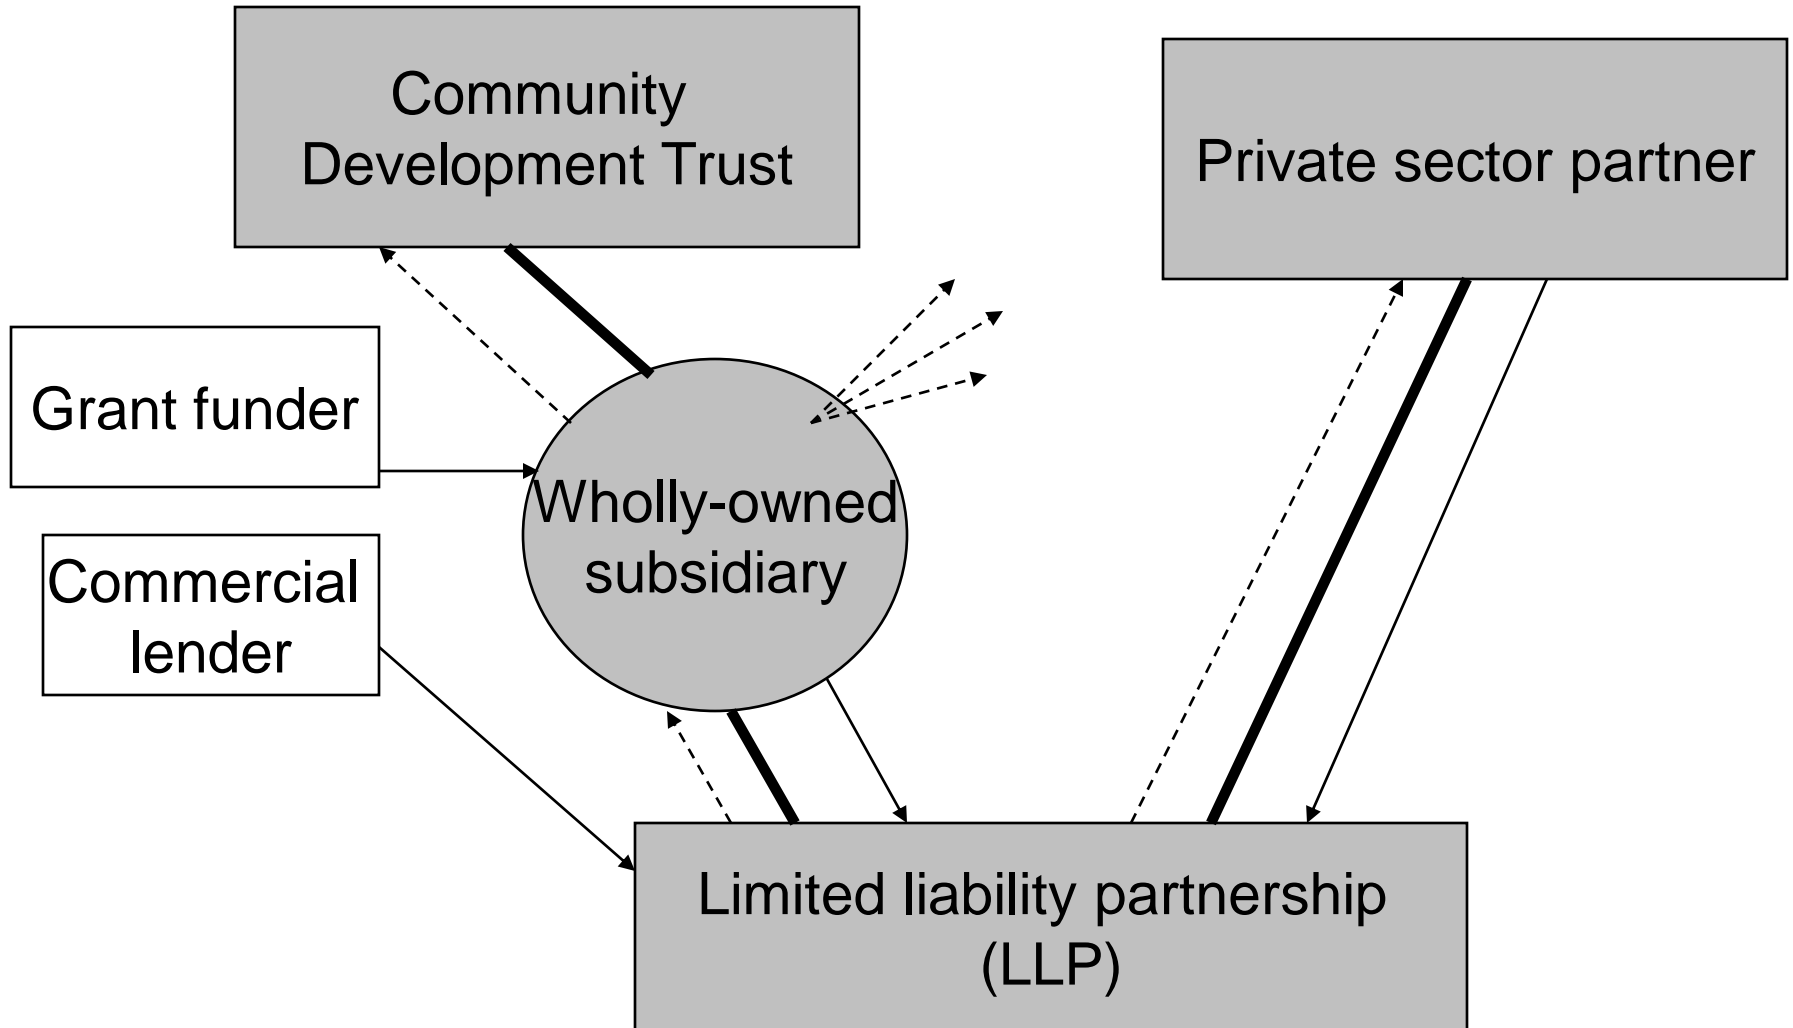 Community
Development Trust
Private sector partner
Grant funder
Wholly-owned
subsidiary
Commercial
lender
Limited liability partnership
(LLP)